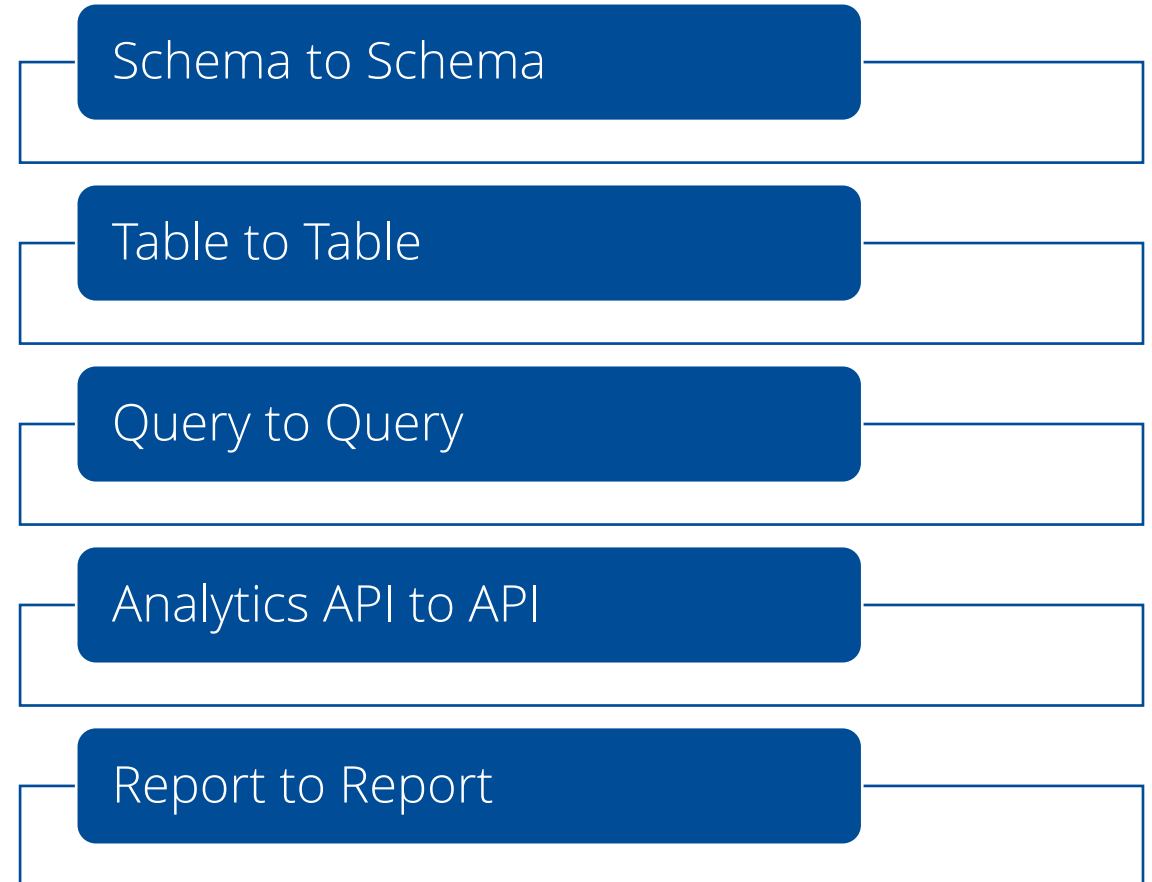 Schema to Schema
Table to Table
Query to Query
Analytics API to API
Report to Report